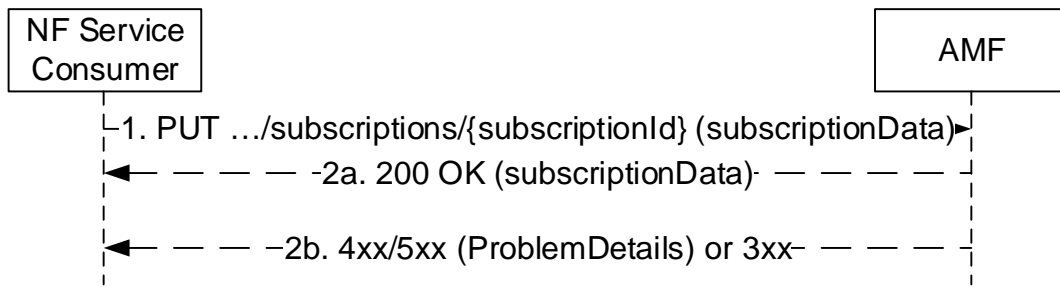 NF Service
Consumer
AMF
1. PUT …/subscriptions/{subscriptionId} (subscriptionData)
2a. 200 OK (subscriptionData)
2b. 4xx/5xx (ProblemDetails) or 3xx